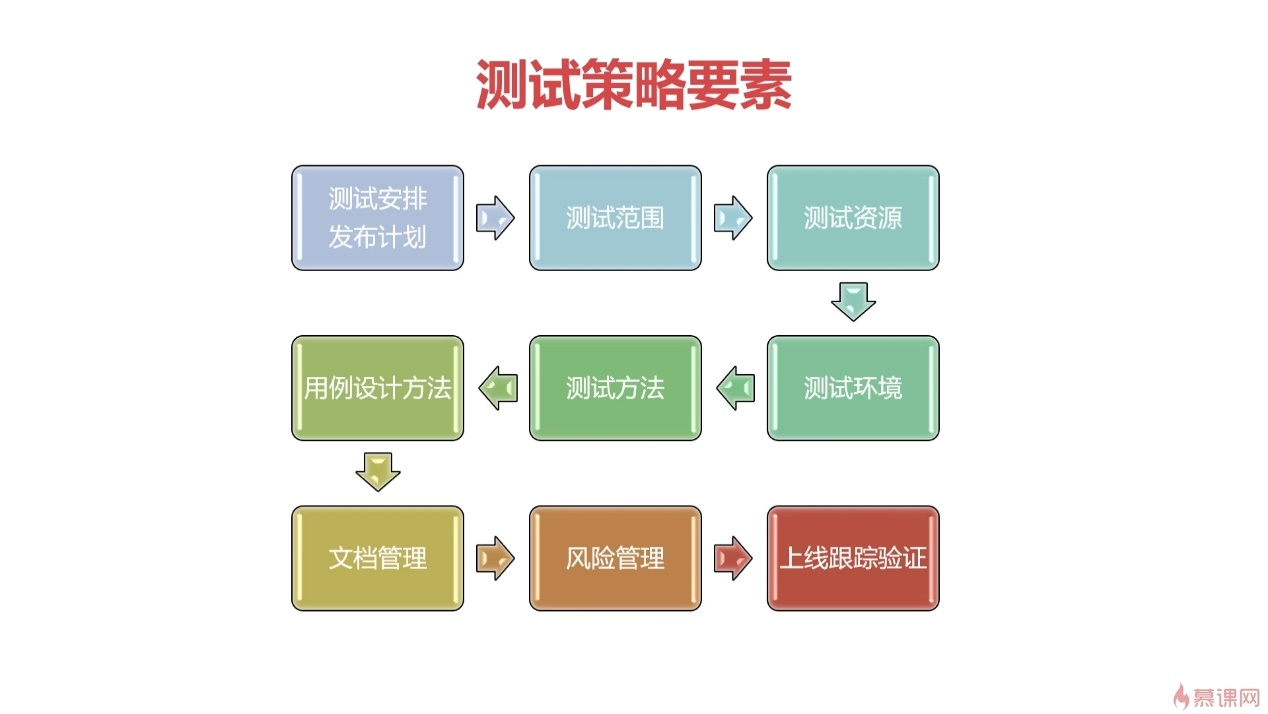 测试策略要素
测试安排
发布计划
测试范围
测试资源
测试环境
测试方法
用例设计方法
文档管理
风险管理
上线跟踪验证
慕课网